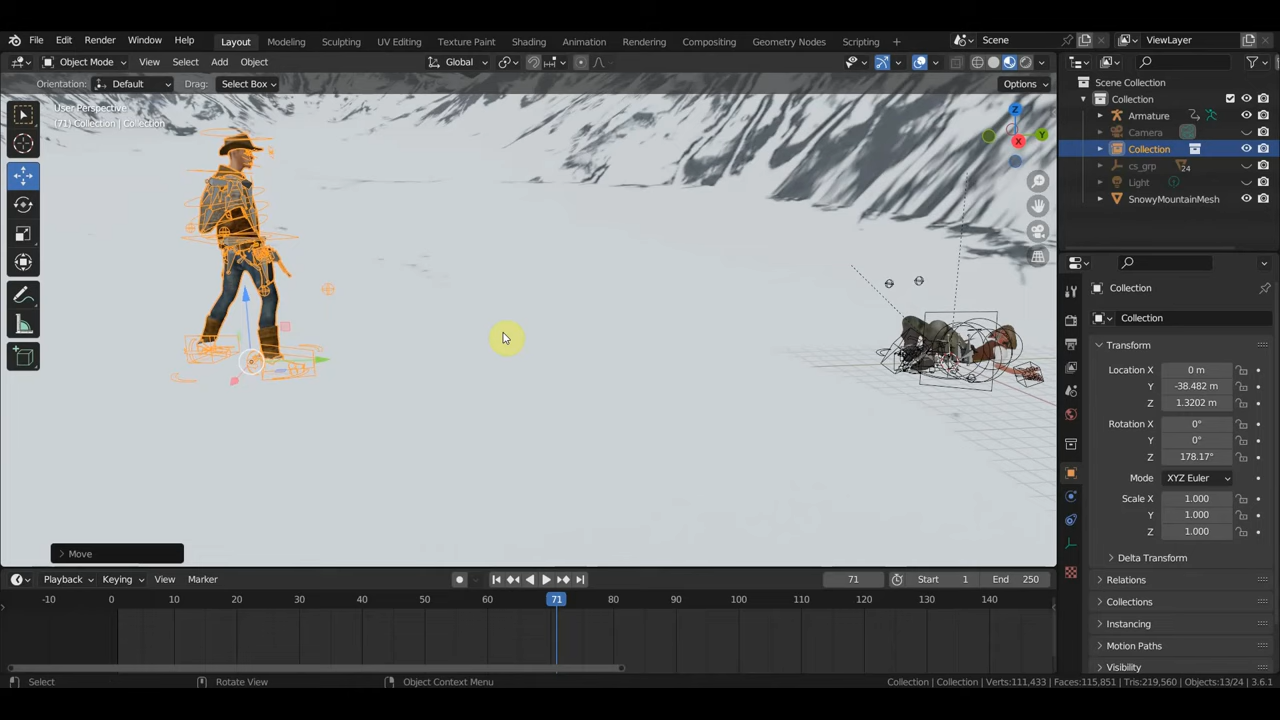 File Edit Render Window Help Layout Modeling Sculpting UV Editing Texture Paint Shading Animation Rendering Compositing Geometry Nodes Scripting + Scene ViewLayer
Object Mode View Select Add Object Global
Orientation: Default Drag: Select Box Options
User Perspective
(71) Collection | Collection
Scene Collection
Collection
Armature
Camera
Collection
cs_grp 24
Light
SnowyMountainMesh
Z
Y
X
Collection
Collection
Transform
Location X 0 m
Y -38.482 m
Z 1.3202 m
Rotation X 0°
Y 0°
Z 178.17°
Mode XYZ Euler
Scale X 1.000
Y 1.000
Z 1.000
Delta Transform
Relations
Collections
Instancing
Motion Paths
Visibility
Move
Playback Keying View Marker 71 Start 1 End 250
-10 0 10 20 30 40 50 60 71 80 90 100 110 120 130 140
Select Rotate View Object Context Menu Collection | Collection | Verts:111,433 | Faces:115,851 | Tris:219,560 | Objects:13/24 | 3.6.1